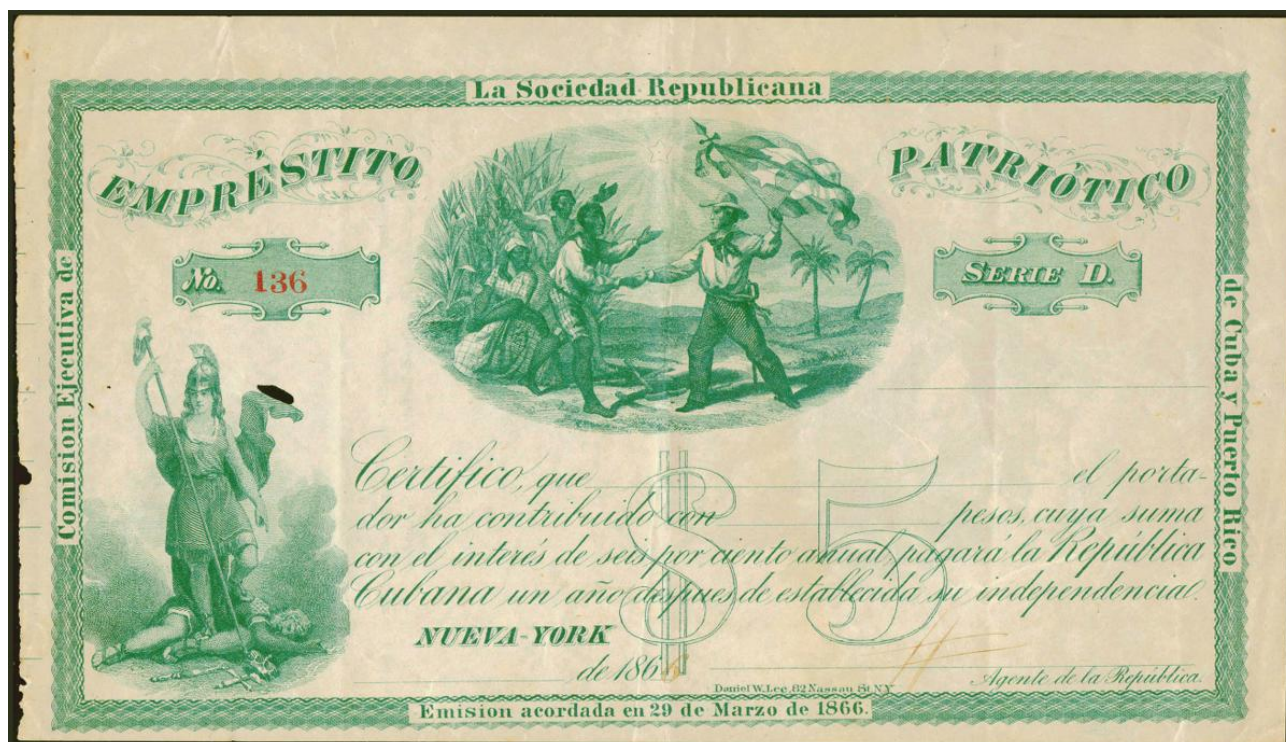 La Sociedad Republicana
EMPRÉSTITO
PATRIÓTICO
No. 136
SERIE D.
Comision Ejecutiva de
de Cuba y Puerto Rico
$5
Certifico, que el porta-
dor ha contribuido con pesos, cuya suma
con el interés de seis por ciento anual, pagará la República
Cubana un año despues de establecida su independencia.
NUEVA-YORK
de 186
Daniel W. Lee, 82 Nassau St. N.Y.
Agente de la República.
Emision acordada en 29 de Marzo de 1866.